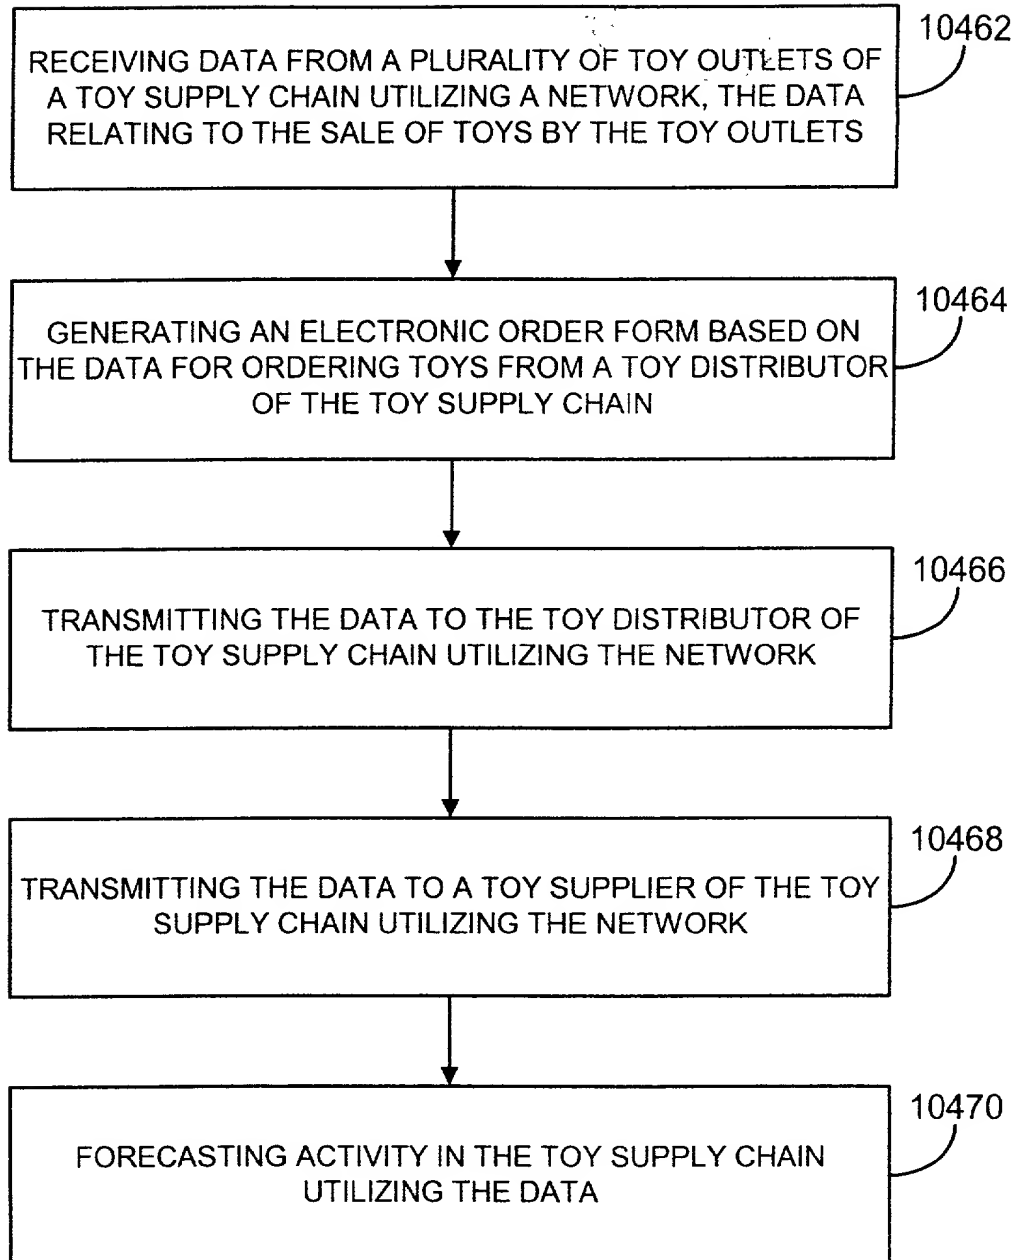 10462
RECEIVING DATA FROM A PLURALITY OF TOY OUTLETS OF
A TOY SUPPLY CHAIN UTILIZING A NETWORK, THE DATA
RELATING TO THE SALE OF TOYS BY THE TOY OUTLETS
10464
GENERATING AN ELECTRONIC ORDER FORM BASED ON
THE DATA FOR ORDERING TOYS FROM A TOY DISTRIBUTOR
OF THE TOY SUPPLY CHAIN
10466
TRANSMITTING THE DATA TO THE TOY DISTRIBUTOR OF
THE TOY SUPPLY CHAIN UTILIZING THE NETWORK
10468
TRANSMITTING THE DATA TO A TOY SUPPLIER OF THE TOY
SUPPLY CHAIN UTILIZING THE NETWORK
10470
FORECASTING ACTIVITY IN THE TOY SUPPLY CHAIN
UTILIZING THE DATA